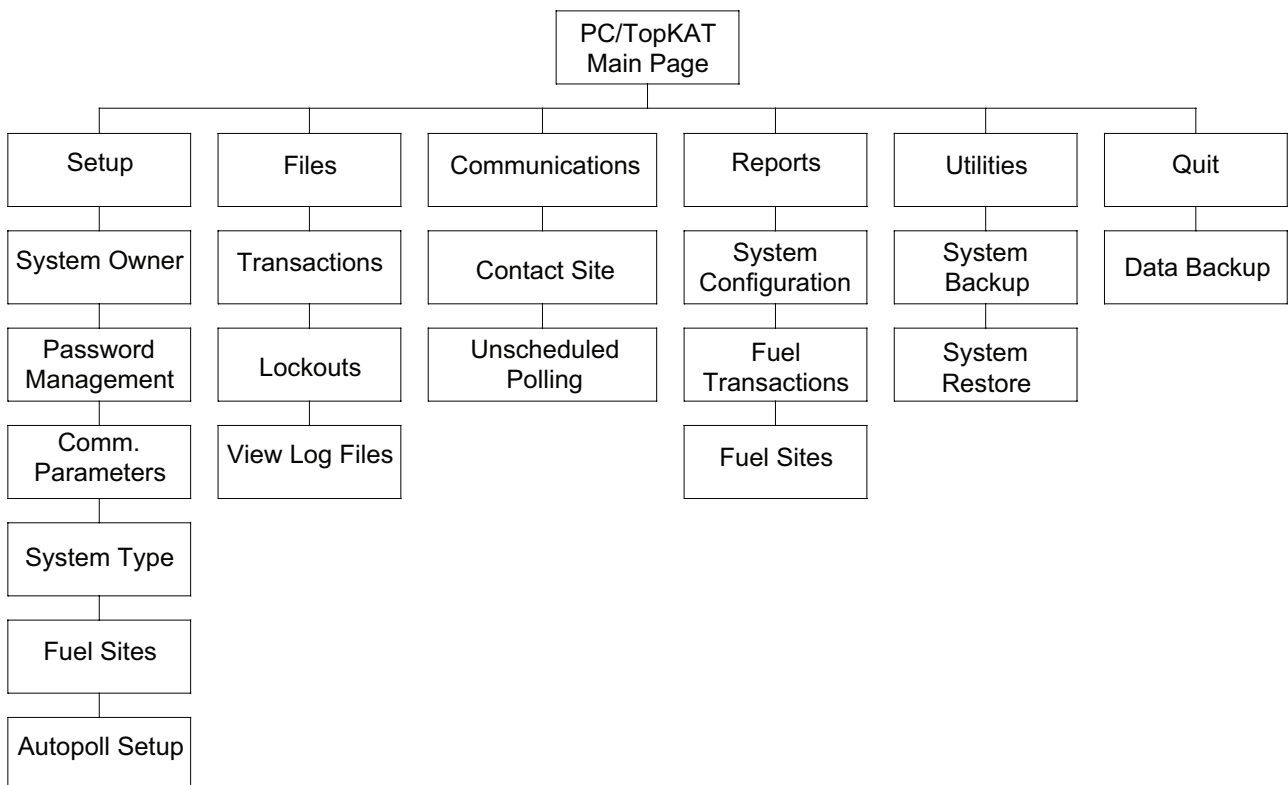 PC/TopKAT
Main Page
Setup
Files
Communications
Reports
Utilities
Quit
System Owner
Transactions
Contact Site
System
Configuration
System
Backup
Data Backup
Password
Management
Lockouts
Unscheduled
Polling
Fuel
Transactions
System
Restore
Comm.
Parameters
View Log Files
Fuel Sites
System Type
Fuel Sites
Autopoll Setup